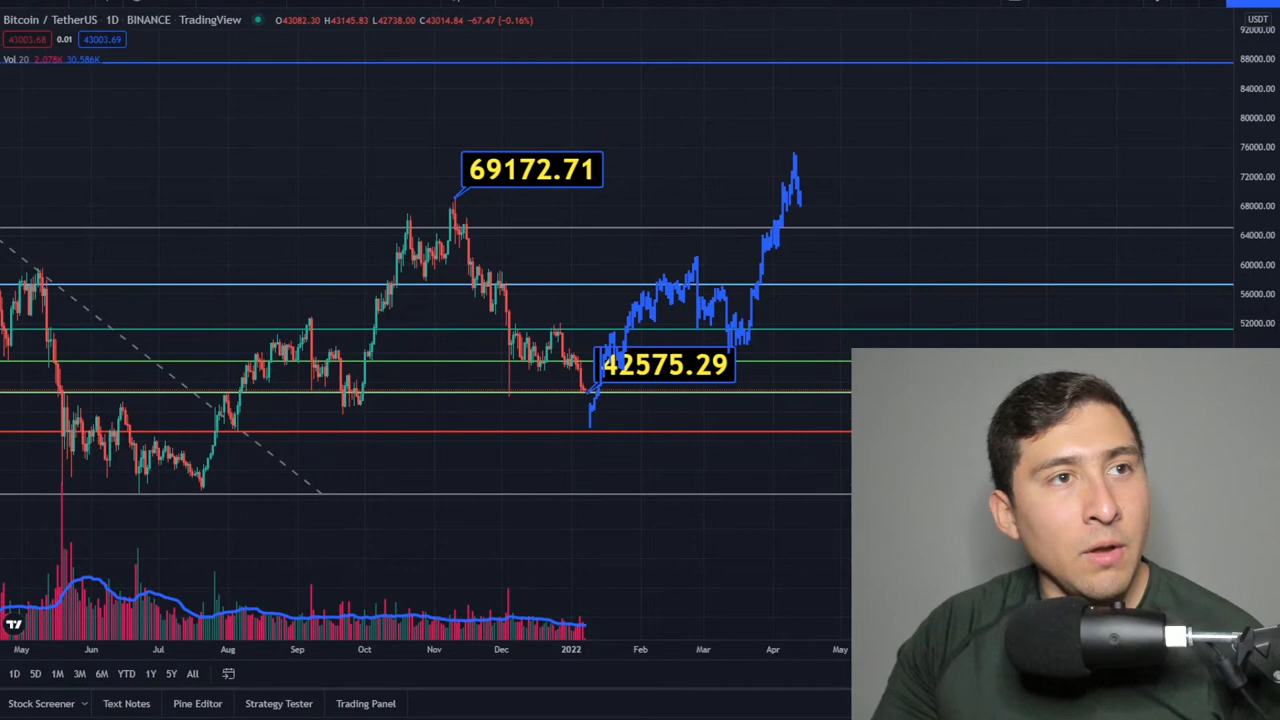 Bitcoin / TetherUS · 1D · BINANCE · TradingView O43082.30 H43145.83 L42738.00 C43014.84 −67.47 (−0.16%)
43003.68 0.01 43003.69
Vol 20 2.078K 30.586K
USDT
92000.00
88000.00
84000.00
80000.00
76000.00
72000.00
68000.00
64000.00
60000.00
56000.00
52000.00
69172.71
42575.29
May Jun Jul Aug Sep Oct Nov Dec 2022 Feb Mar Apr May
1D 5D 1M 3M 6M YTD 1Y 5Y All
Stock Screener Text Notes Pine Editor Strategy Tester Trading Panel